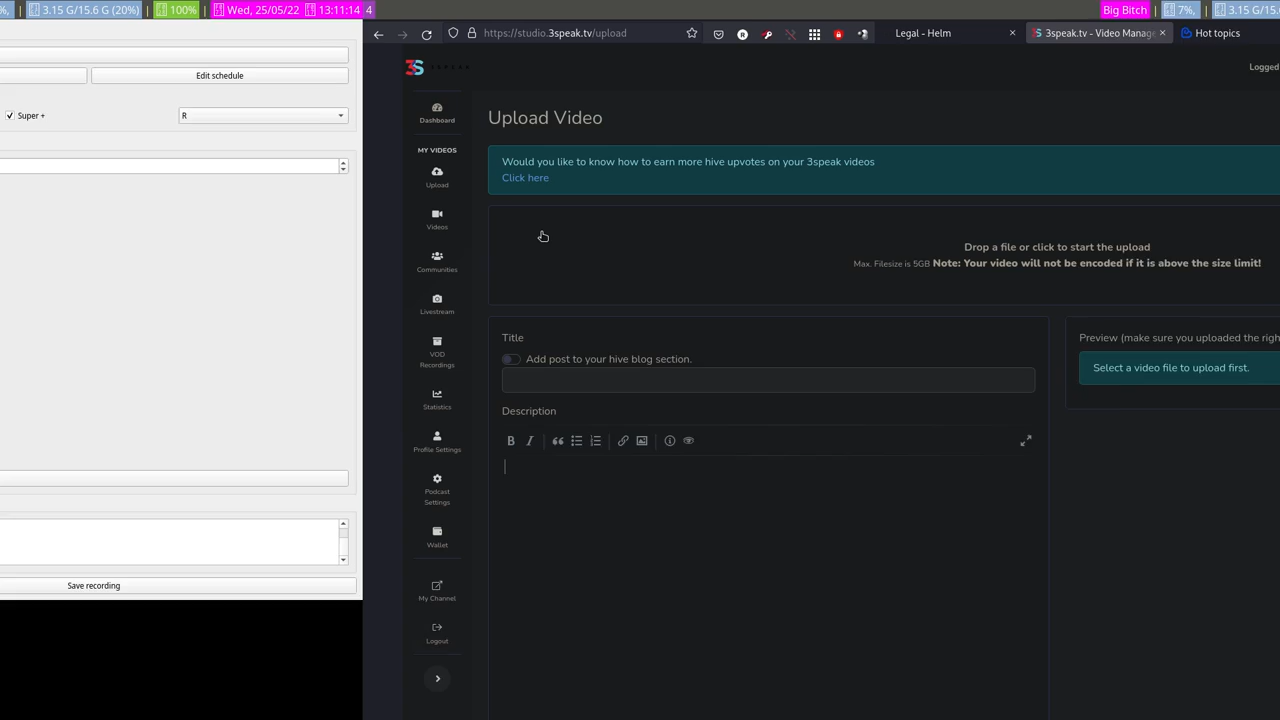 %,
3.15 G/15.6 G (20%)
100%
Wed, 25/05/22
13:11:14
4
Big Bitch
7%,
3.15 G/15.6
https://studio.3speak.tv/upload
Legal - Helm
3speak.tv - Video Manage
Hot topics
Edit schedule
Super +
R
Save recording
3S
3SPEAK
Logged
Dashboard
MY VIDEOS
Upload
Videos
Communities
Livestream
VOD
Recordings
Statistics
Profile Settings
Podcast
Settings
Wallet
My Channel
Logout
Upload Video
Would you like to know how to earn more hive upvotes on your 3speak videos
Click here
Drop a file or click to start the upload
Max. Filesize is 5GB Note: Your video will not be encoded if it is above the size limit!
Title
Add post to your hive blog section.
Description
B I
Preview (make sure you uploaded the righ
Select a video file to upload first.